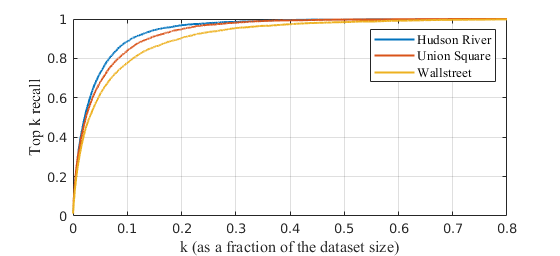 1
0.8
0.6
0.4
0.2
0
Top k recall
Hudson River
Union Square
Wallstreet
0 0.1 0.2 0.3 0.4 0.5 0.6 0.7 0.8
k (as a fraction of the dataset size)